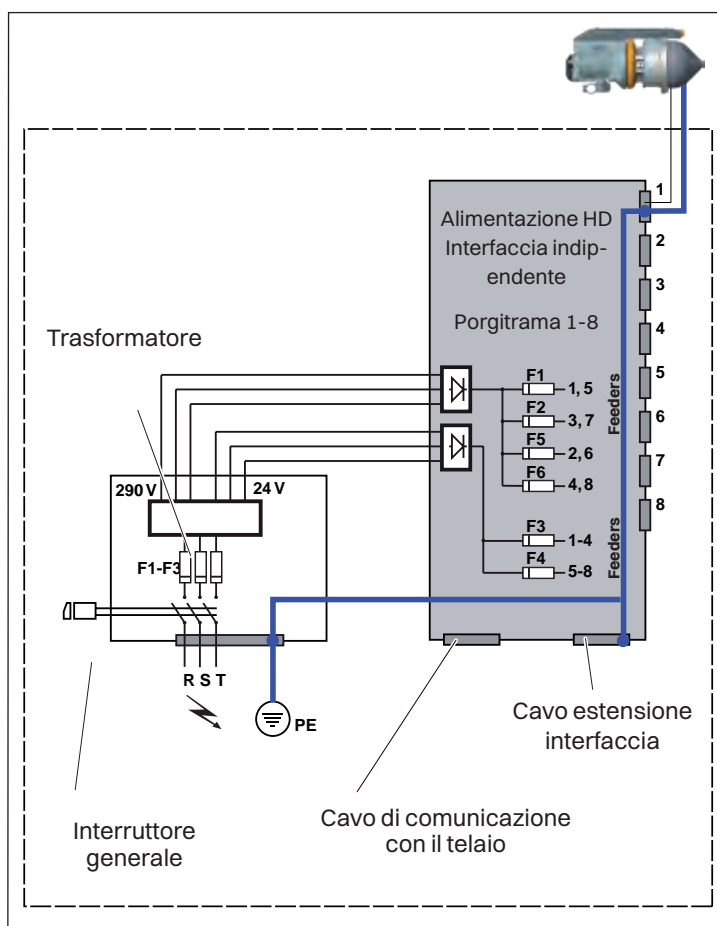 1
Alimentazione HD
Interfaccia indip-
endente
Porgitrama 1-8
2
3
4
5
6
7
8
Trasformatore
F1
1, 5
F2
3, 7
F5
2, 6
F6
4, 8
Feeders
F3
1-4
F4
5-8
Feeders
290 V
24 V
F1-F3
R S T
PE
Cavo estensione
interfaccia
Cavo di comunicazione
con il telaio
Interruttore
generale